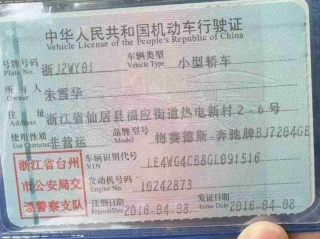 中华人民共和国机动车行驶证
Vehicle License of the People's Republic of China
号牌号码 浙J2WY01 车辆类型 小型轿车
Plate No. Vehicle Type
所有人 朱雪华
Owner
住址 浙江省仙居县福应街道热电新村2-6号
Address
使用性质 非营运 品牌型号 梅赛德斯-奔驰牌BJ7204GE
浙江省台州
市公安局交
通警察支队
车辆识别代号 LE4WG4CB8GL091516
VIN
发动机号码 10242873
Engine No.
注册日期 2016-04-08 发证日期 2016-04-08
Register Date Issue Date